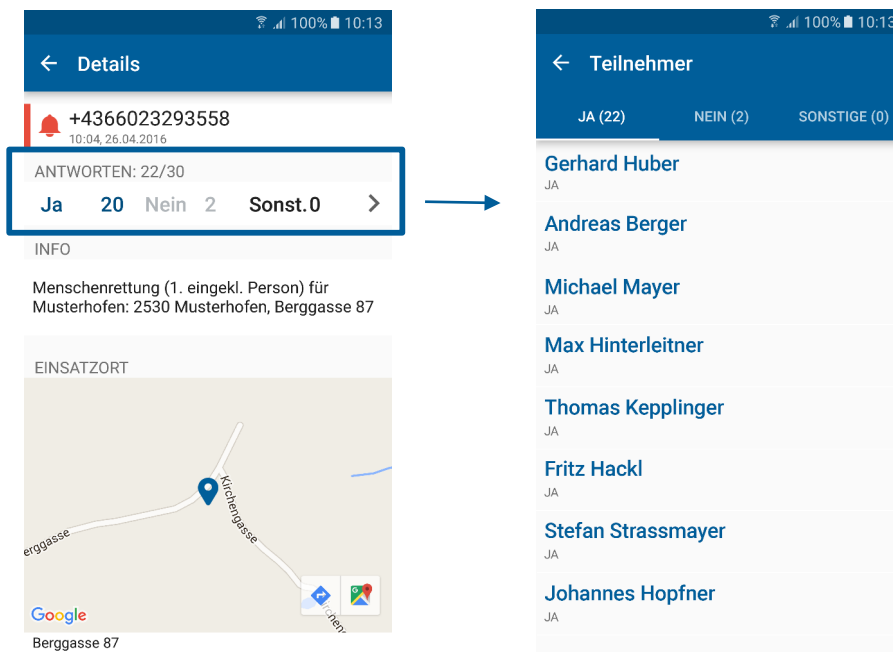 100% 10:13
Details
+4366023293558
10:04, 26.04.2016
ANTWORTEN: 22/30
Ja 20 Nein 2 Sonst.0
INFO
Menschenrettung (1. eingekl. Person) für
Musterhofen: 2530 Musterhofen, Berggasse 87
EINSATZORT
Kirchengasse
erggasse
Kirchen
Google
Berggasse 87
100% 10:13
Teilnehmer
JA (22) NEIN (2) SONSTIGE (0)
Gerhard Huber
JA
Andreas Berger
JA
Michael Mayer
JA
Max Hinterleitner
JA
Thomas Kepplinger
JA
Fritz Hackl
JA
Stefan Strassmayer
JA
Johannes Hopfner
JA